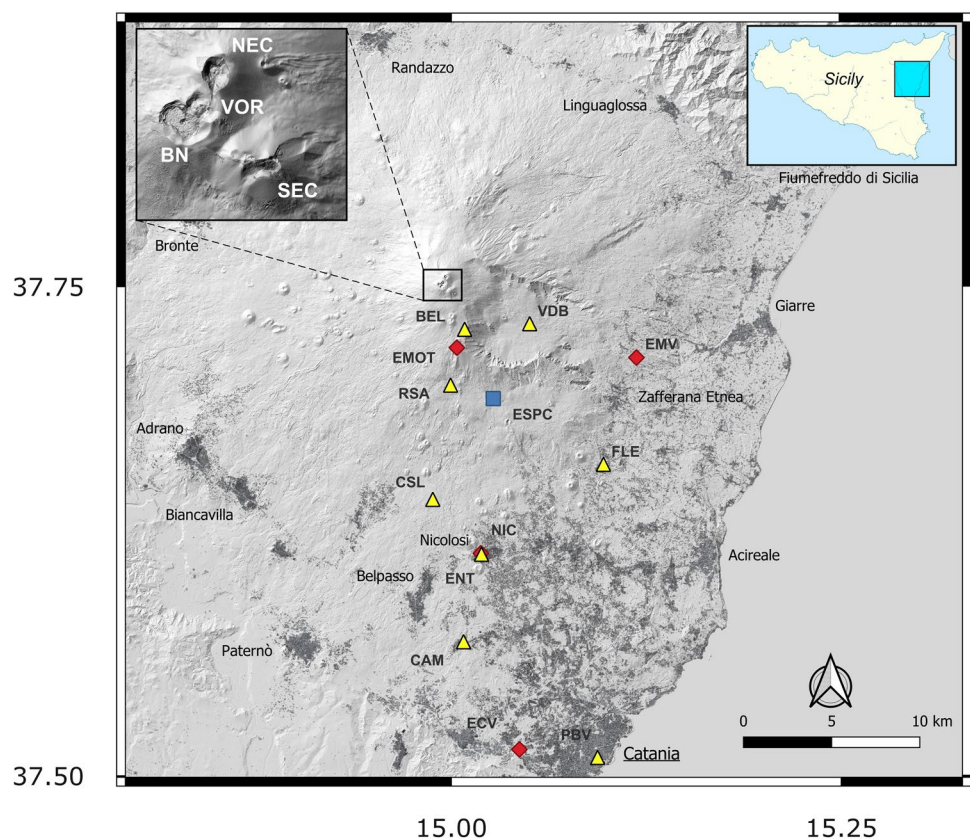 NEC
VOR
BN
SEC
Randazzo
Linguaglossa
Sicily
Fiumefreddo di Sicilia
Bronte
37.75
BEL
VDB
Giarre
EMOT
EMV
RSA
ESPC
Zafferana Etnea
Adrano
FLE
CSL
Biancavilla
Nicolosi
NIC
Acireale
Belpasso
ENT
Paternò
CAM
ECV
PBV
Catania
0 5 10 km
37.50
15.00 15.25